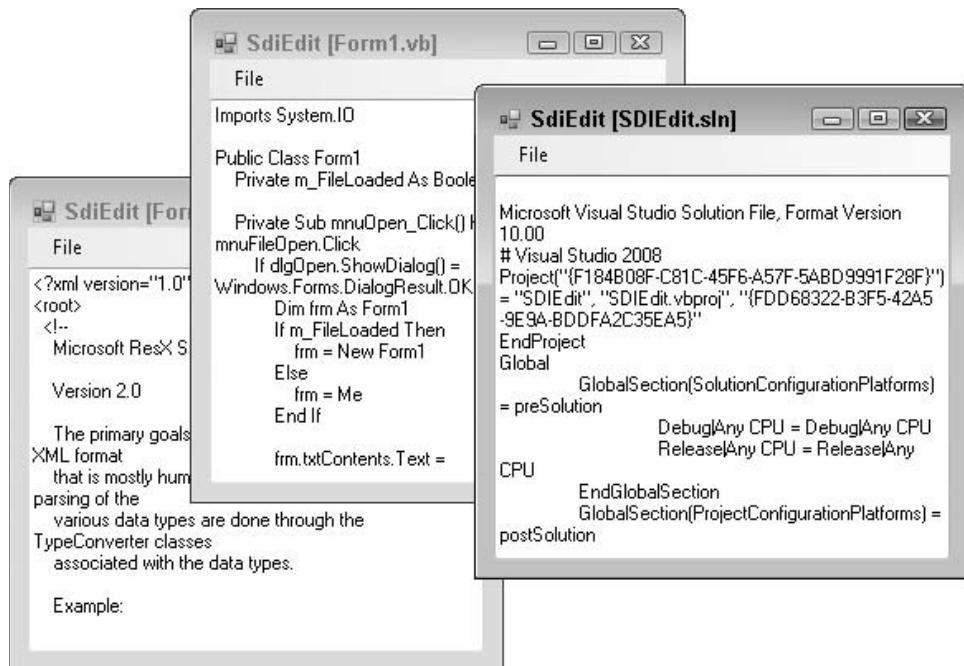 SdiEdit [Form1.vb]
File
Imports System.IO
Public Class Form1
Private m_FileLoaded As Boole
Private Sub mnuOpen_Click() H
mnuFileOpen.Click
If dlgOpen.ShowDialog() =
Windows.Forms.DialogResult.OK
Dim frm As Form1
If m_FileLoaded Then
frm = New Form1
Else
frm = Me
End If
frm.txtContents.Text =
SdiEdit [SDIEdit.sln]
File
Microsoft Visual Studio Solution File, Format Version
10.00
# Visual Studio 2008
Project("{F184B08F-C81C-45F6-A57F-5ABD9991F28F}")
= "SDIEdit", "SDIEdit.vbproj", "{FDD68322-B3F5-42A5
-9E9A-BDDFA2C35EA5}"
EndProject
Global
GlobalSection(SolutionConfigurationPlatforms)
= preSolution
Debug|Any CPU = Debug|Any CPU
Release|Any CPU = Release|Any
CPU
EndGlobalSection
GlobalSection(ProjectConfigurationPlatforms) =
postSolution
SdiEdit [For
File
<?xml version="1.0"
<root>
<!--
Microsoft ResX S
Version 2.0
The primary goals
XML format
that is mostly hum
parsing of the
various data types are done through the
TypeConverter classes
associated with the data types.
Example: